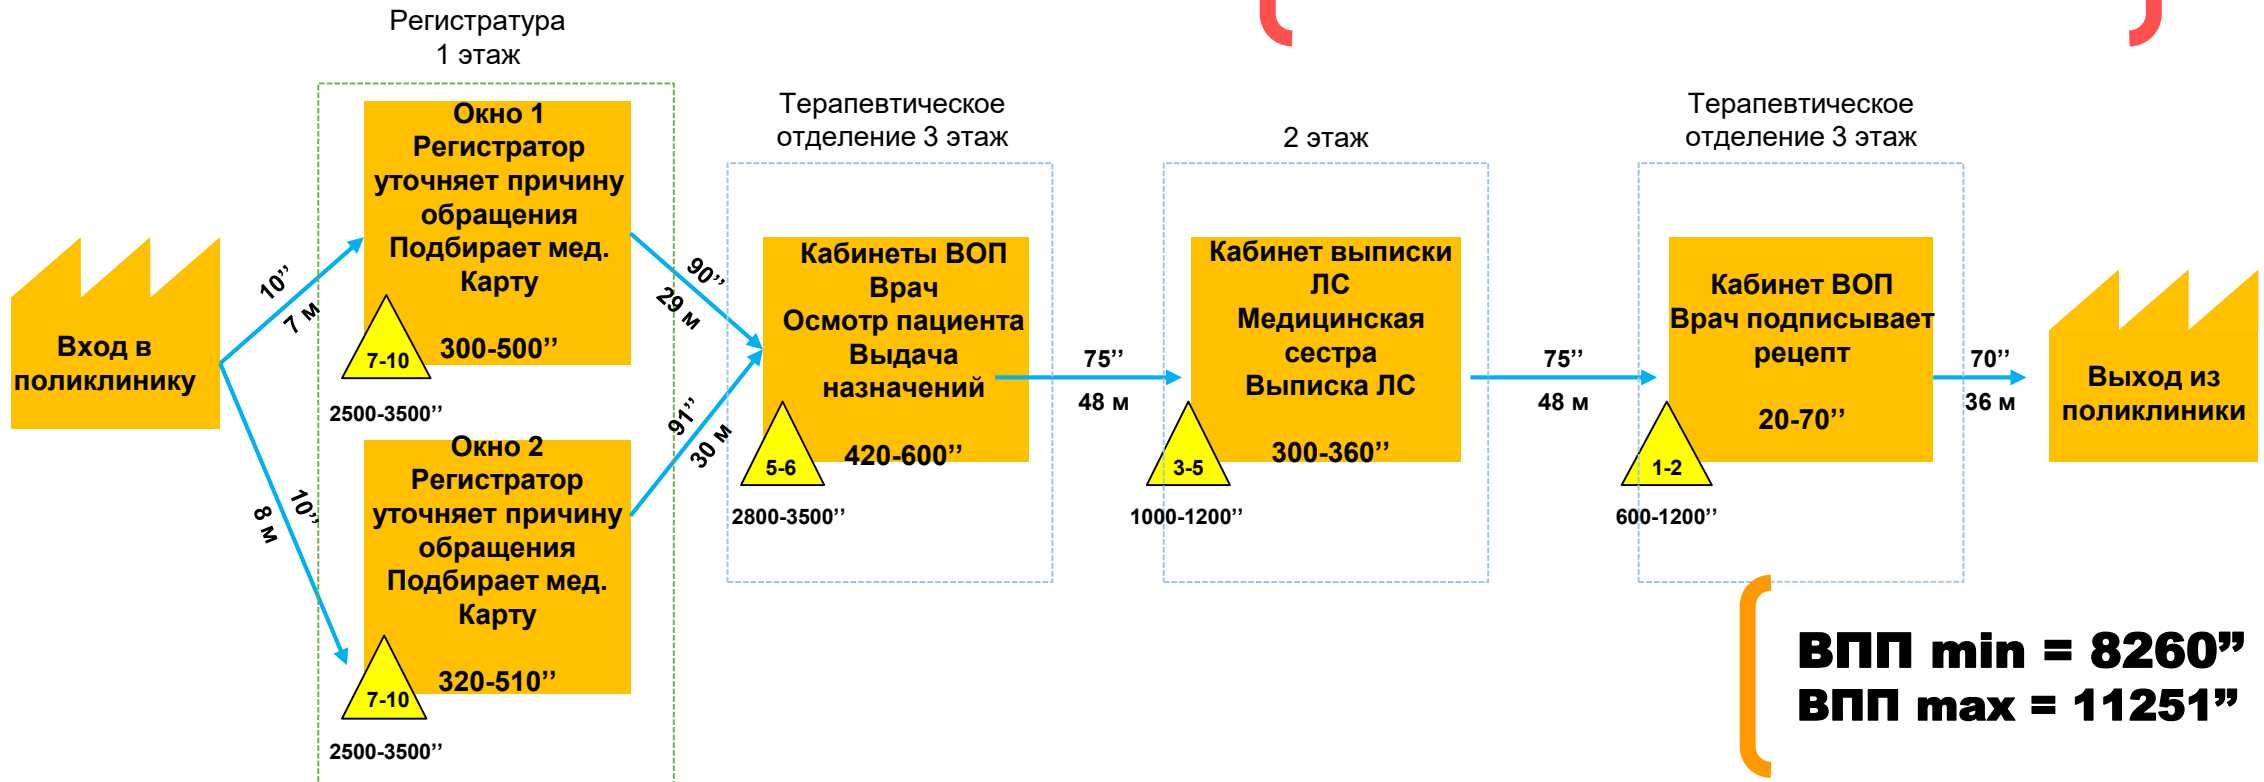 Регистратура
1 этаж
Вход в
поликлинику
10’’
7 м
10’’
8 м
Окно 1
Регистратор
уточняет причину
обращения
Подбирает мед.
Карту
300-500’’
7-10
2500-3500’’
Окно 2
Регистратор
уточняет причину
обращения
Подбирает мед.
Карту
320-510’’
7-10
2500-3500’’
90’’
29 м
91’’
30 м
Терапевтическое
отделение 3 этаж
Кабинеты ВОП
Врач
Осмотр пациента
Выдача
назначений
420-600’’
5-6
2800-3500’’
75’’
48 м
2 этаж
Кабинет выписки
ЛС
Медицинская
сестра
Выписка ЛС
300-360’’
3-5
1000-1200’’
75’’
48 м
Терапевтическое
отделение 3 этаж
Кабинет ВОП
Врач подписывает
рецепт
20-70’’
1-2
600-1200’’
70’’
36 м
Выход из
поликлиники
ВПП min = 8260”
ВПП max = 11251”